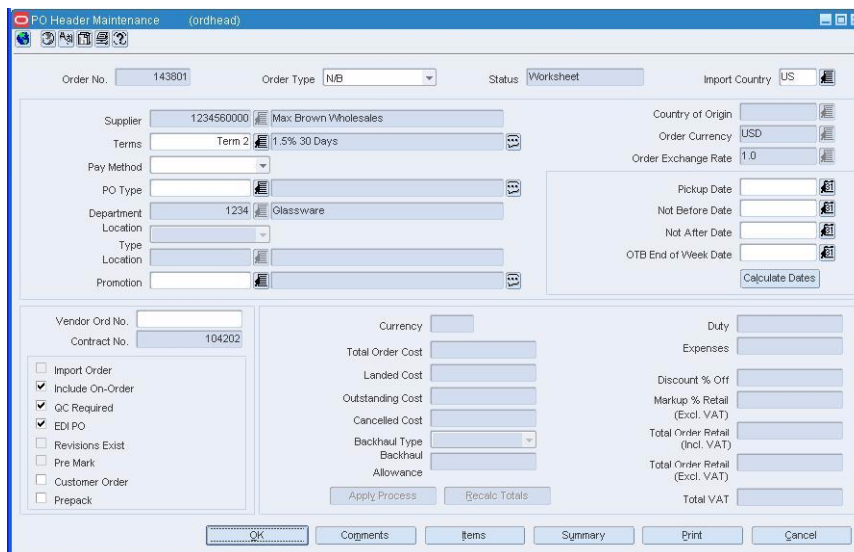 PO Header Maintenance (ordhead)
Order No. 143801 Order Type N/B Status Worksheet Import Country US
Supplier 1234560000 Max Brown Wholesales
Terms Term 2 1.5% 30 Days
Pay Method
PO Type
Department 1234 Glassware
Location
Type
Location
Promotion
Country of Origin
Order Currency USD
Order Exchange Rate 1.0
Pickup Date
Not Before Date
Not After Date
OTB End of Week Date
Calculate Dates
Vendor Ord No.
Contract No. 104202
Import Order
Include On-Order
QC Required
EDI PO
Revisions Exist
Pre Mark
Customer Order
Prepack
Currency
Total Order Cost
Landed Cost
Outstanding Cost
Cancelled Cost
Backhaul Type
Backhaul
Allowance
Apply Process Recalc Totals
Duty
Expenses
Discount % Off
Markup % Retail
(Excl. VAT)
Total Order Retail
(Incl. VAT)
Total Order Retail
(Excl. VAT)
Total VAT
OK Comments Items Summary Print Cancel